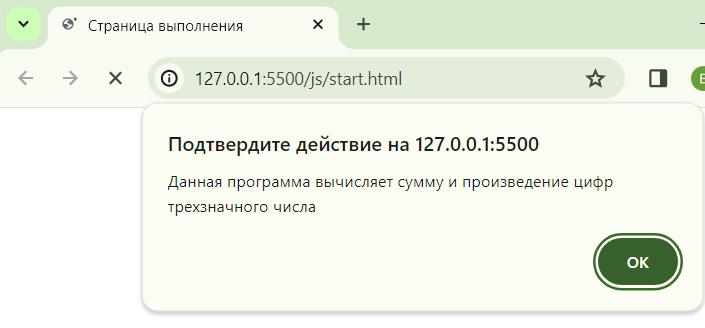 Страница выполнения
127.0.0.1:5500/js/start.html
Подтвердите действие на 127.0.0.1:5500
Данная программа вычисляет сумму и произведение цифр
трехзначного числа
ОК